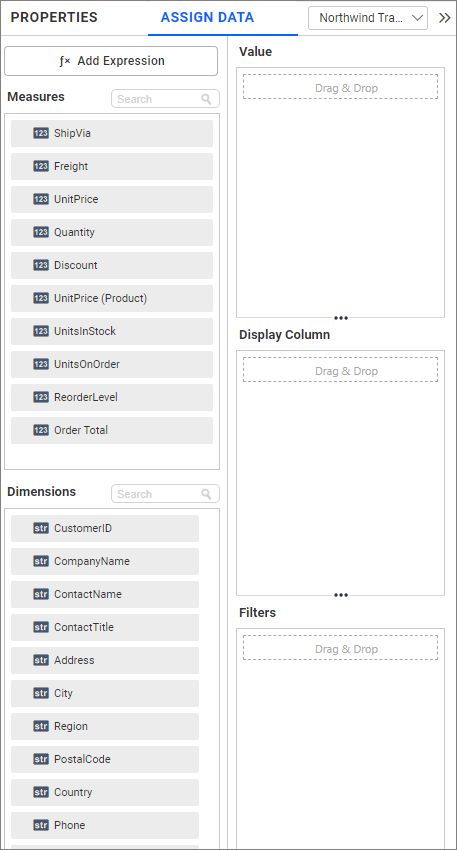 PROPERTIES
ASSIGN DATA
Northwind Tra...
ƒ× Add Expression
Measures
Search
123 ShipVia
123 Freight
123 UnitPrice
123 Quantity
123 Discount
123 UnitPrice (Product)
123 UnitsInStock
123 UnitsOnOrder
123 ReorderLevel
123 Order Total
Dimensions
Search
str CustomerID
str CompanyName
str ContactName
str ContactTitle
str Address
str City
str Region
str PostalCode
str Country
str Phone
Value
Drag & Drop
Display Column
Drag & Drop
Filters
Drag & Drop